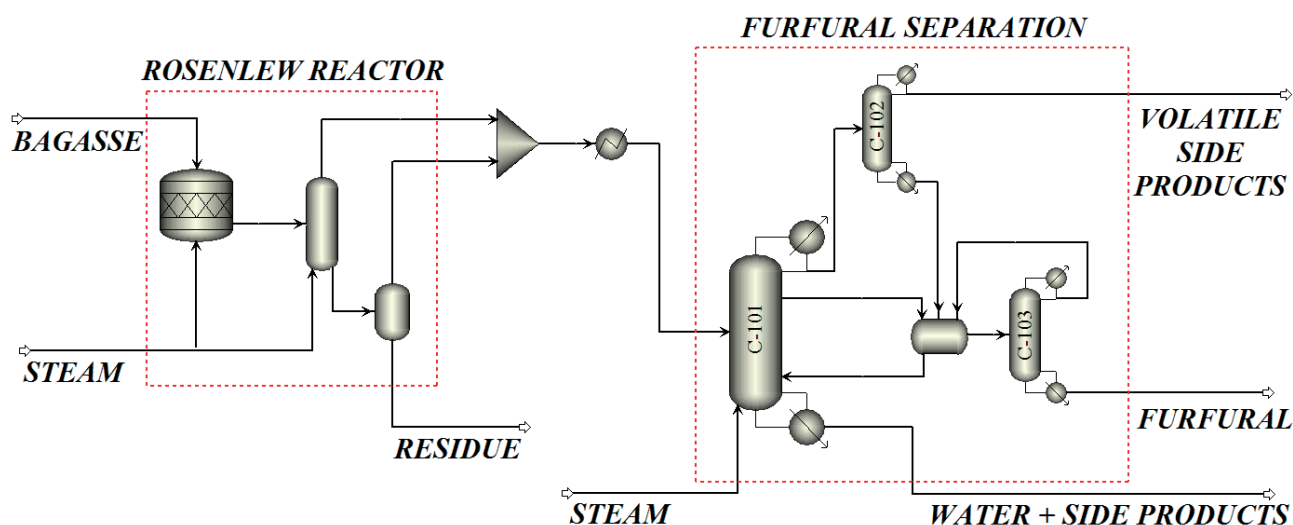 FURFURAL SEPARATION
ROSENLEW REACTOR
BAGASSE
C-102
VOLATILE
SIDE
PRODUCTS
C-101
C-103
STEAM
FURFURAL
RESIDUE
STEAM
WATER + SIDE PRODUCTS